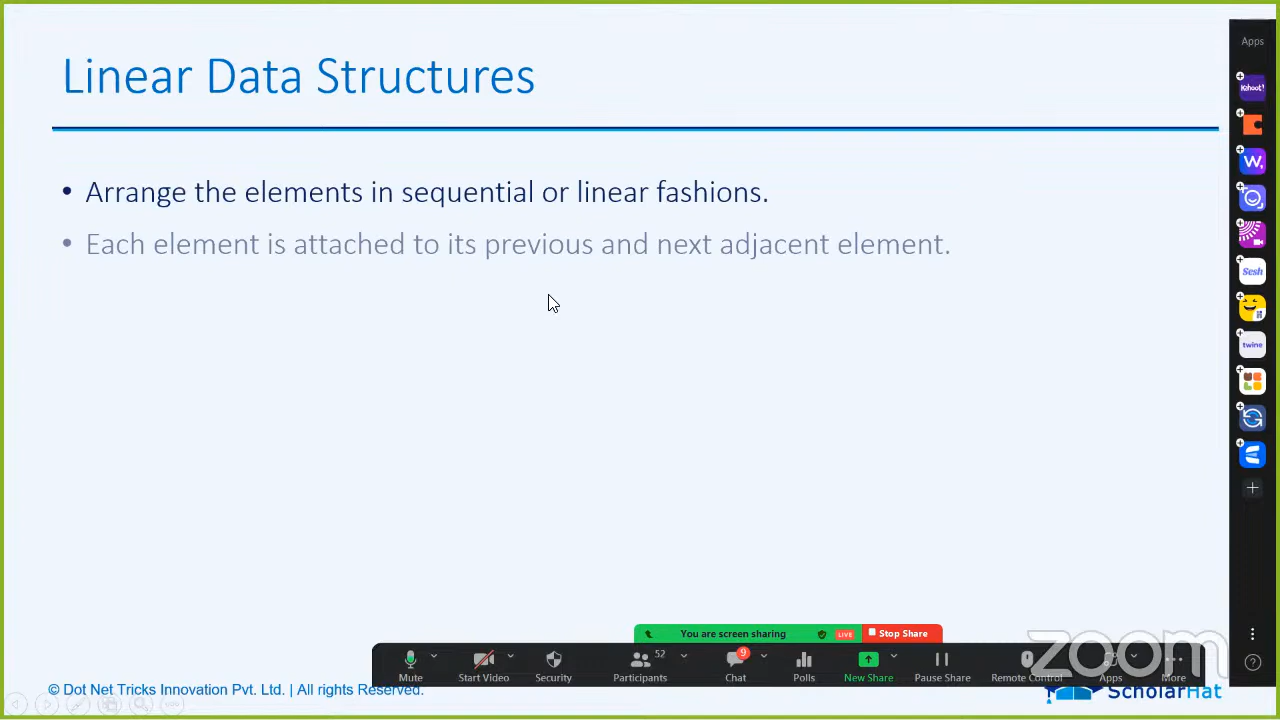 Linear Data Structures
Apps
Kahoot!
• Arrange the elements in sequential or linear fashions.
• Each element is attached to its previous and next adjacent element.
Sesh
twine
You are screen sharing
LIVE
Stop Share
zoom
52
9
Mute
Start Video
Security
Participants
Chat
Polls
New Share
Pause Share
Remote Control
Apps
More
© Dot Net Tricks Innovation Pvt. Ltd. | All rights Reserved.
ScholarHat